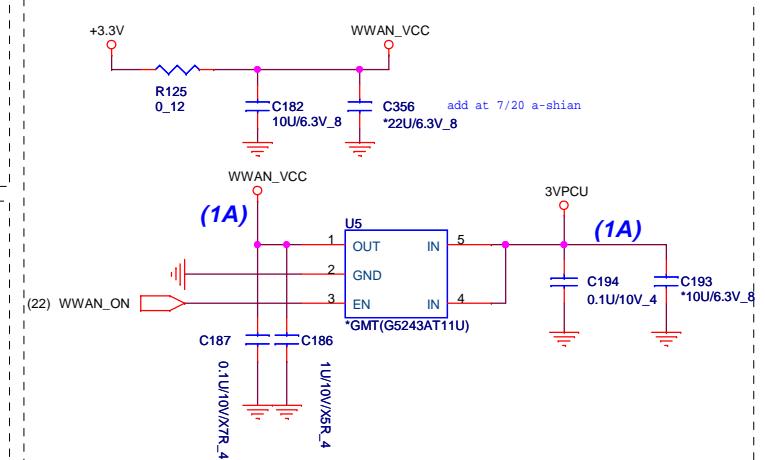 +3.3V
WWAN_VCC
R125
0_12
C182
10U/6.3V_8
C356
*22U/6.3V_8
add at 7/20 a-shian
WWAN_VCC
(1A)
3VPCU
(1A)
U5
1 OUT IN 5
2 GND
3 EN IN 4
*GMT(G5243AT11U)
(22) WWAN_ON
C194
0.1U/10V_4
C193
*10U/6.3V_8
C187
0.1U/10V/X7R_4
C186
1U/10V/X5R_4